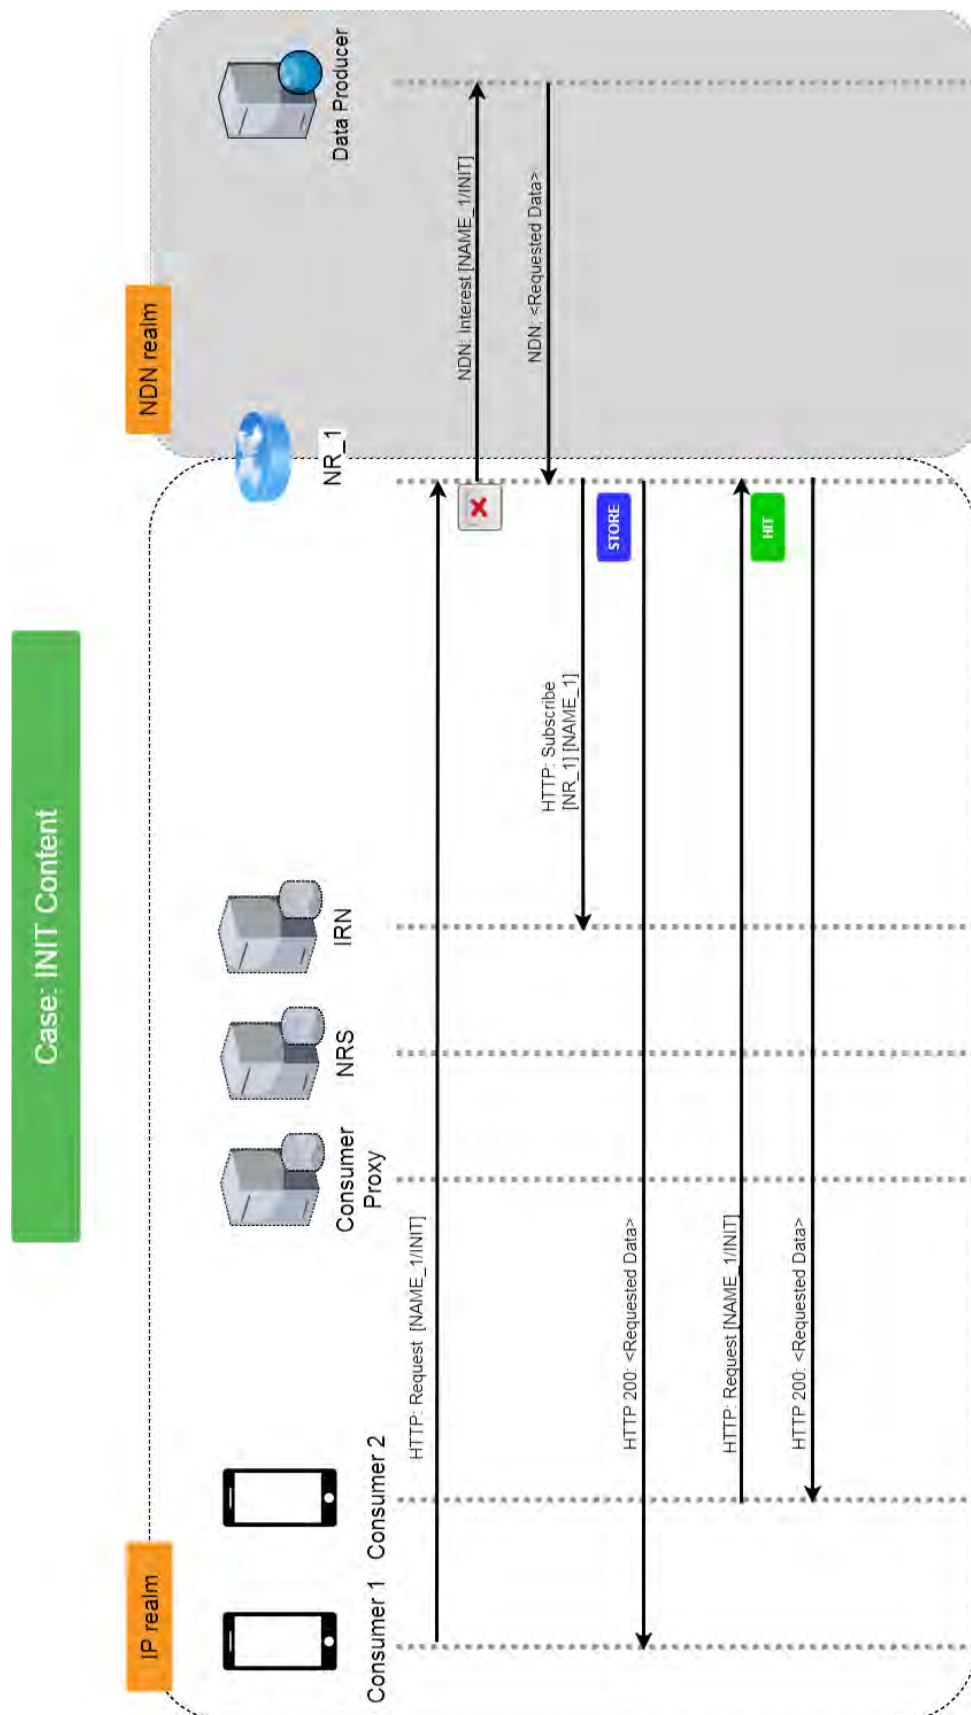 Case: INIT Content
IP realm
NDN realm
Consumer 1
Consumer 2
Consumer
Proxy
NRS
IRN
NR_1
Data Producer
HTTP: Request [NAME_1/INIT]
NDN: Interest [NAME_1/INIT]
NDN: <Requested Data>
HTTP: Subscribe
[NR_1] [NAME_1]
STORE
HTTP 200: <Requested Data>
HTTP: Request [NAME_1/INIT]
HIT
HTTP 200: <Requested Data>